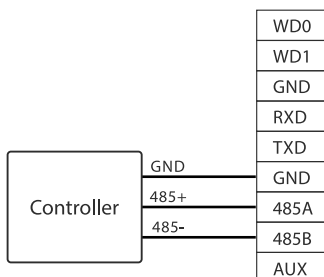 WD0
WD1
GND
RXD
TXD
GND
GND
Controller
485+
485A
485-
485B
AUX